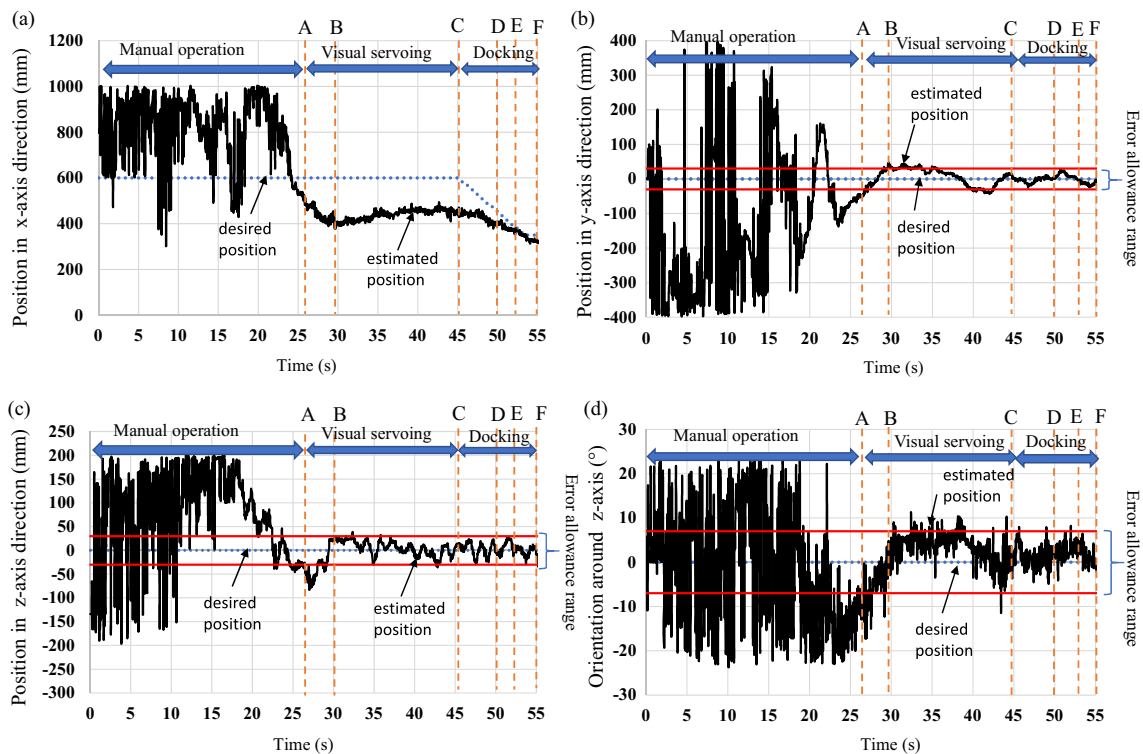 (a)
A B C D E F
Manual operation Visual servoing Docking
Position in x-axis direction (mm)
1200
1000
800
600
400
200
0
desired
position
estimated
position
0 5 10 15 20 25 30 35 40 45 50 55
Time (s)
(b)
A B C D E F
Manual operation Visual servoing Docking
Position in y-axis direction (mm)
400
300
200
100
0
-100
-200
-300
-400
estimated
position
desired
position
Error allowance range
0 5 10 15 20 25 30 35 40 45 50 55
Time (s)
(c)
A B C D E F
Manual operation Visual servoing Docking
Position in z-axis direction (mm)
250
200
150
100
50
0
-50
-100
-150
-200
-250
-300
desired
position
estimated
position
Error allowance range
0 5 10 15 20 25 30 35 40 45 50 55
Time (s)
(d)
A B C D E F
Manual operation Visual servoing Docking
Orientation around z-axis (°)
30
20
10
0
-10
-20
-30
estimated
position
desired
position
Error allowance range
0 5 10 15 20 25 30 35 40 45 50 55
Time (s)